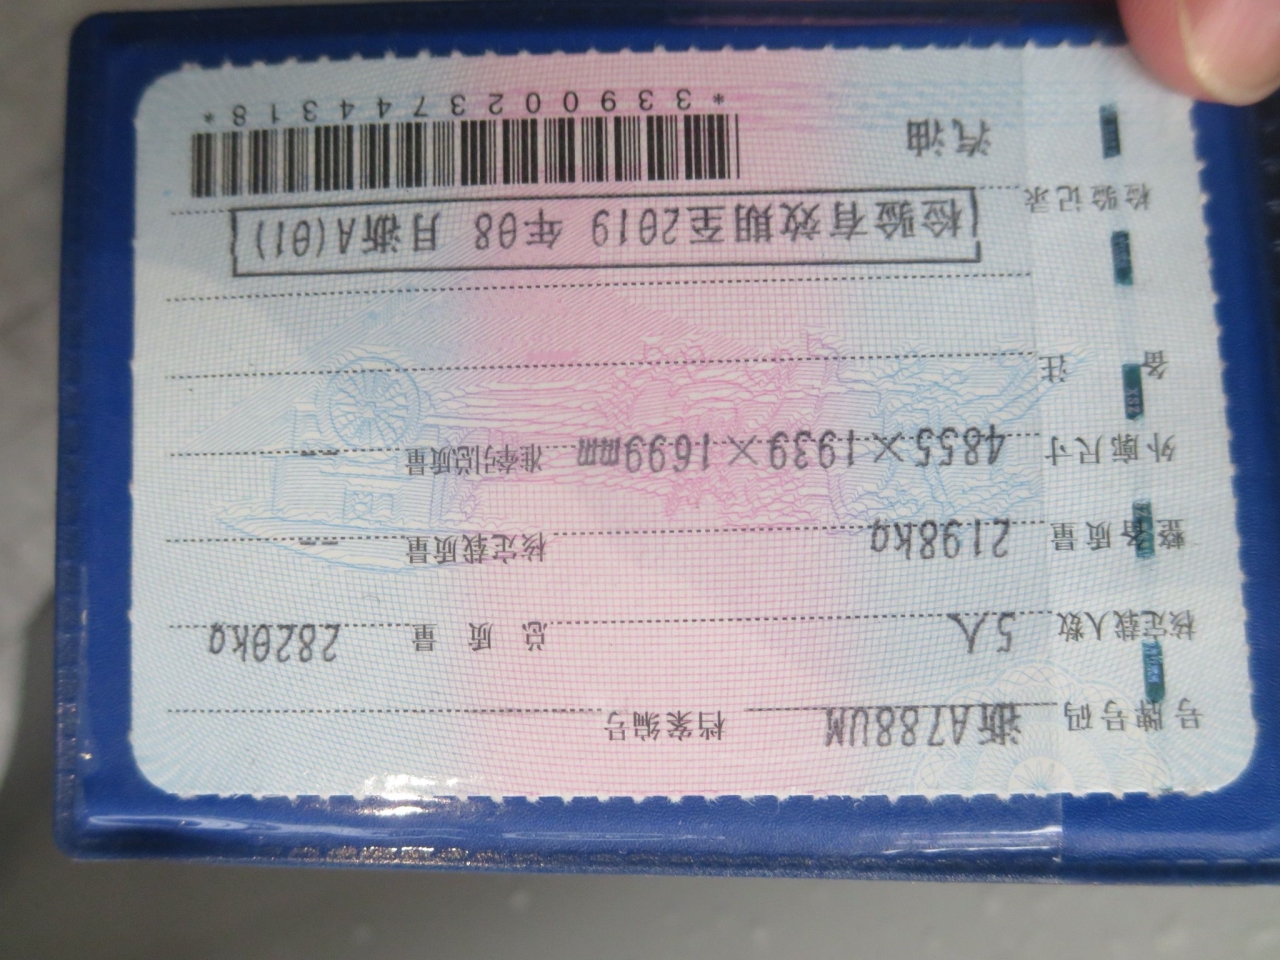 号牌号码 浙A788UM 档案编号
核定载人数 5人 总质量 2820kg
整备质量 2198kg 核定载质量 --
外廓尺寸 4855×1939×1699mm 准牵引总质量 --
备注
检验有效期至2019 年08 月浙A(01)
检验记录
汽油
*3390023744318*